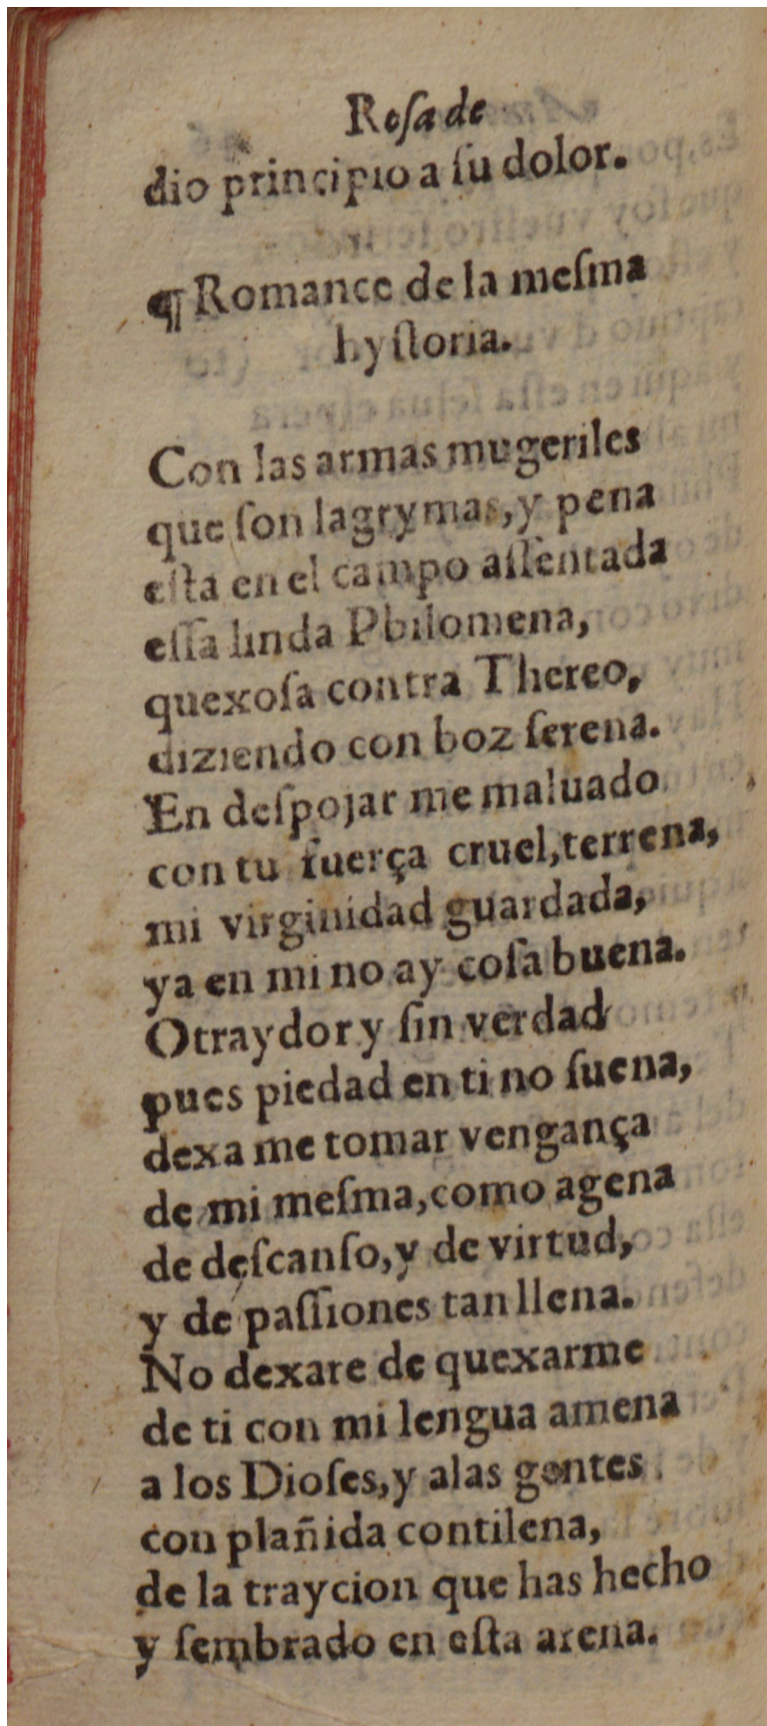 Rosa de
dio principio a ſu dolor.
¶ Romance de la meſma
hyſtoria.
Con las armas mugeriles
que ſon lagrymas, y pena
eſta en el campo aſſentada
eſſa linda Philomena,
quexoſa contra Thereo,
diziendo con boz ſerena.
En deſpojar me maluado
con tu fuerça cruel, terrena,
mi virginidad guardada,
ya en mi no ay coſa buena.
O traydor y ſin verdad
pues piedad en ti no ſuena,
dexa me tomar vengança
de mi meſma, como agena
de deſcanſo, y de virtud,
y de paſſiones tan llena.
No dexare de quexarme
de ti con mi lengua amena
a los Dioſes, y alas gentes
con plañida contilena,
de la traycion que has hecho
y ſembrado en eſta arena.